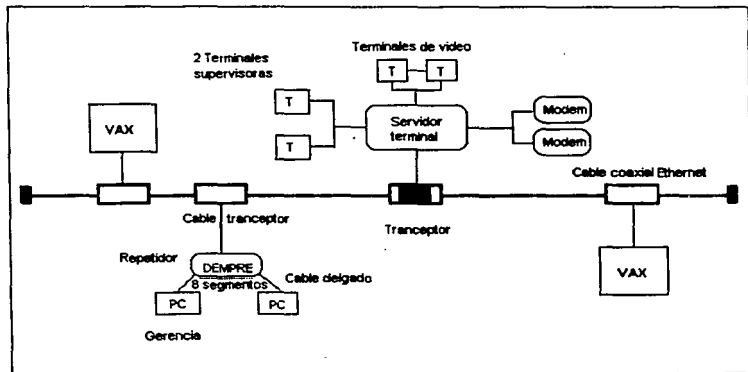 Terminales de video
2 Terminales
supervisoras
T
T
T
T
Servidor
terminal
Modem
Modem
VAX
Cable coaxial Ethernet
Cable tranceptor
Tranceptor
Repetidor
DEMPRE
8 segmentos
Cable delgado
PC
PC
VAX
Gerencia